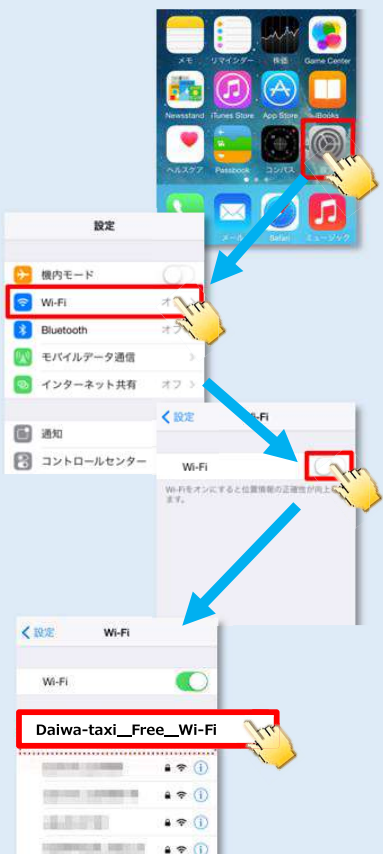 メモ
リマインダー
株価
Game Center
Newsstand
iTunes Store
App Store
iBooks
ヘルスケア
Passbook
コンパス
メール
Safari
ミュージック
設定
機内モード
Wi-Fi
Bluetooth
モバイルデータ通信
インターネット共有
オフ
通知
コントロールセンター
設定
Wi-Fi
Wi-Fiをオンにすると位置情報の正確性が向上
ます。
設定
Wi-Fi
Wi-Fi
Daiwa-taxi__Free__Wi-Fi